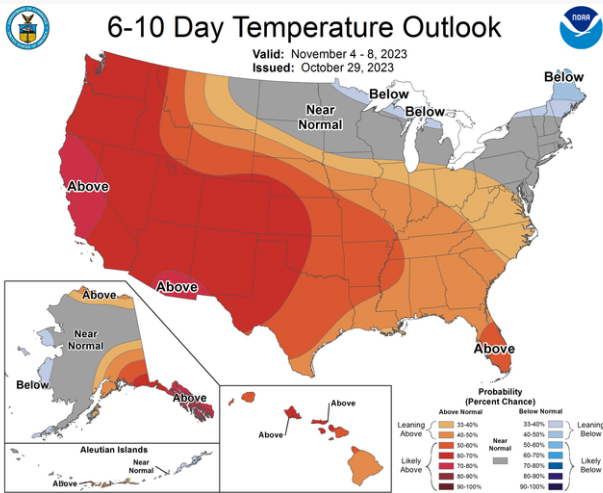 6-10 Day Temperature Outlook
Valid: November 4 - 8, 2023
Issued: October 29, 2023
NOAA
Below
Below
Below
Near
Normal
Above
Above
Above
Above
Near
Normal
Below
Above
Aleutian Islands
Near
Normal
Above
Above
Above
Probability
(Percent Chance)
Above Normal Below Normal
Leaning
Above
33-40%
40-50%
Likely
Above
50-60%
60-70%
70-80%
80-90%
90-100%
Near
Normal
33-40%
40-50%
Leaning
Below
50-60%
60-70%
70-80%
80-90%
90-100%
Likely
Below